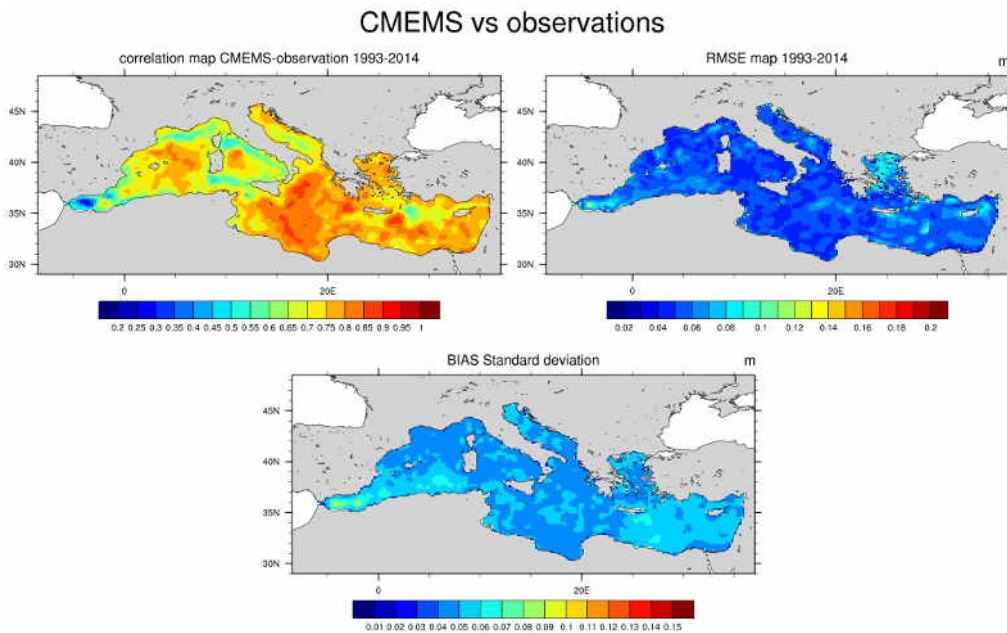 CMEMS vs observations
correlation map CMEMS-observation 1993-2014
45N
40N
35N
30N
0
20E
0.2 0.25 0.3 0.35 0.4 0.45 0.5 0.55 0.6 0.65 0.7 0.75 0.8 0.85 0.9 0.95 1
RMSE map 1993-2014
m
45N
40N
35N
30N
0
20E
0.02 0.04 0.06 0.08 0.1 0.12 0.14 0.16 0.18 0.2
BIAS Standard deviation
m
45N
40N
35N
30N
0
20E
0.01 0.02 0.03 0.04 0.05 0.06 0.07 0.08 0.09 0.1 0.11 0.12 0.13 0.14 0.15